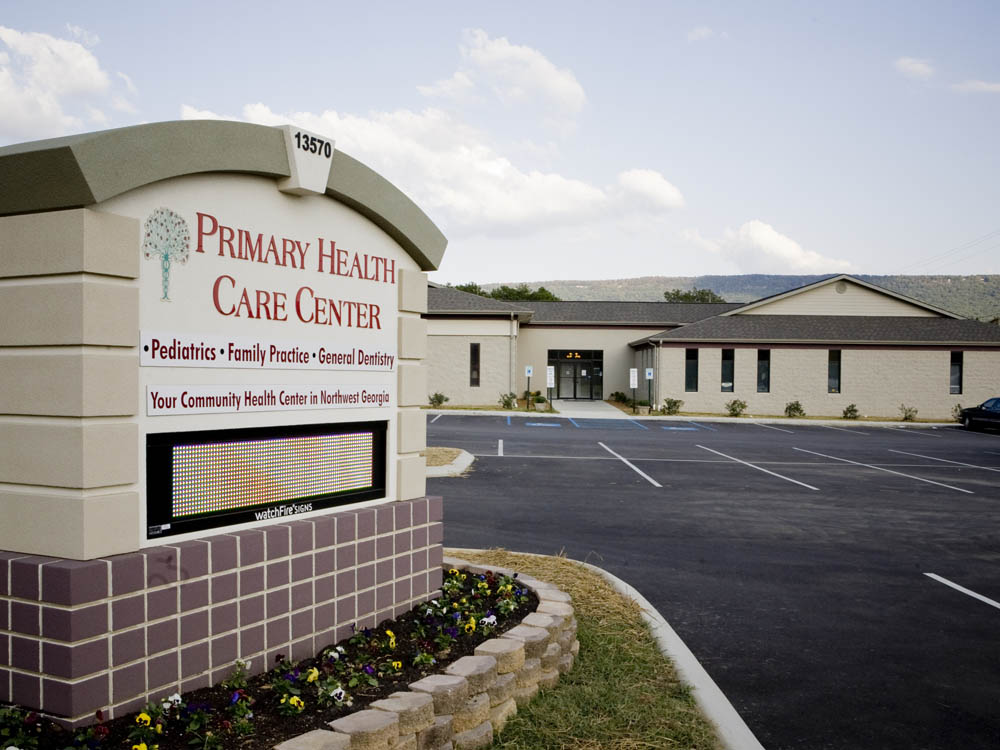 13570
PRIMARY HEALTH
CARE CENTER
• Pediatrics • Family Practice • General Dentistry
Your Community Health Center in Northwest Georgia
watchFire SIGNS